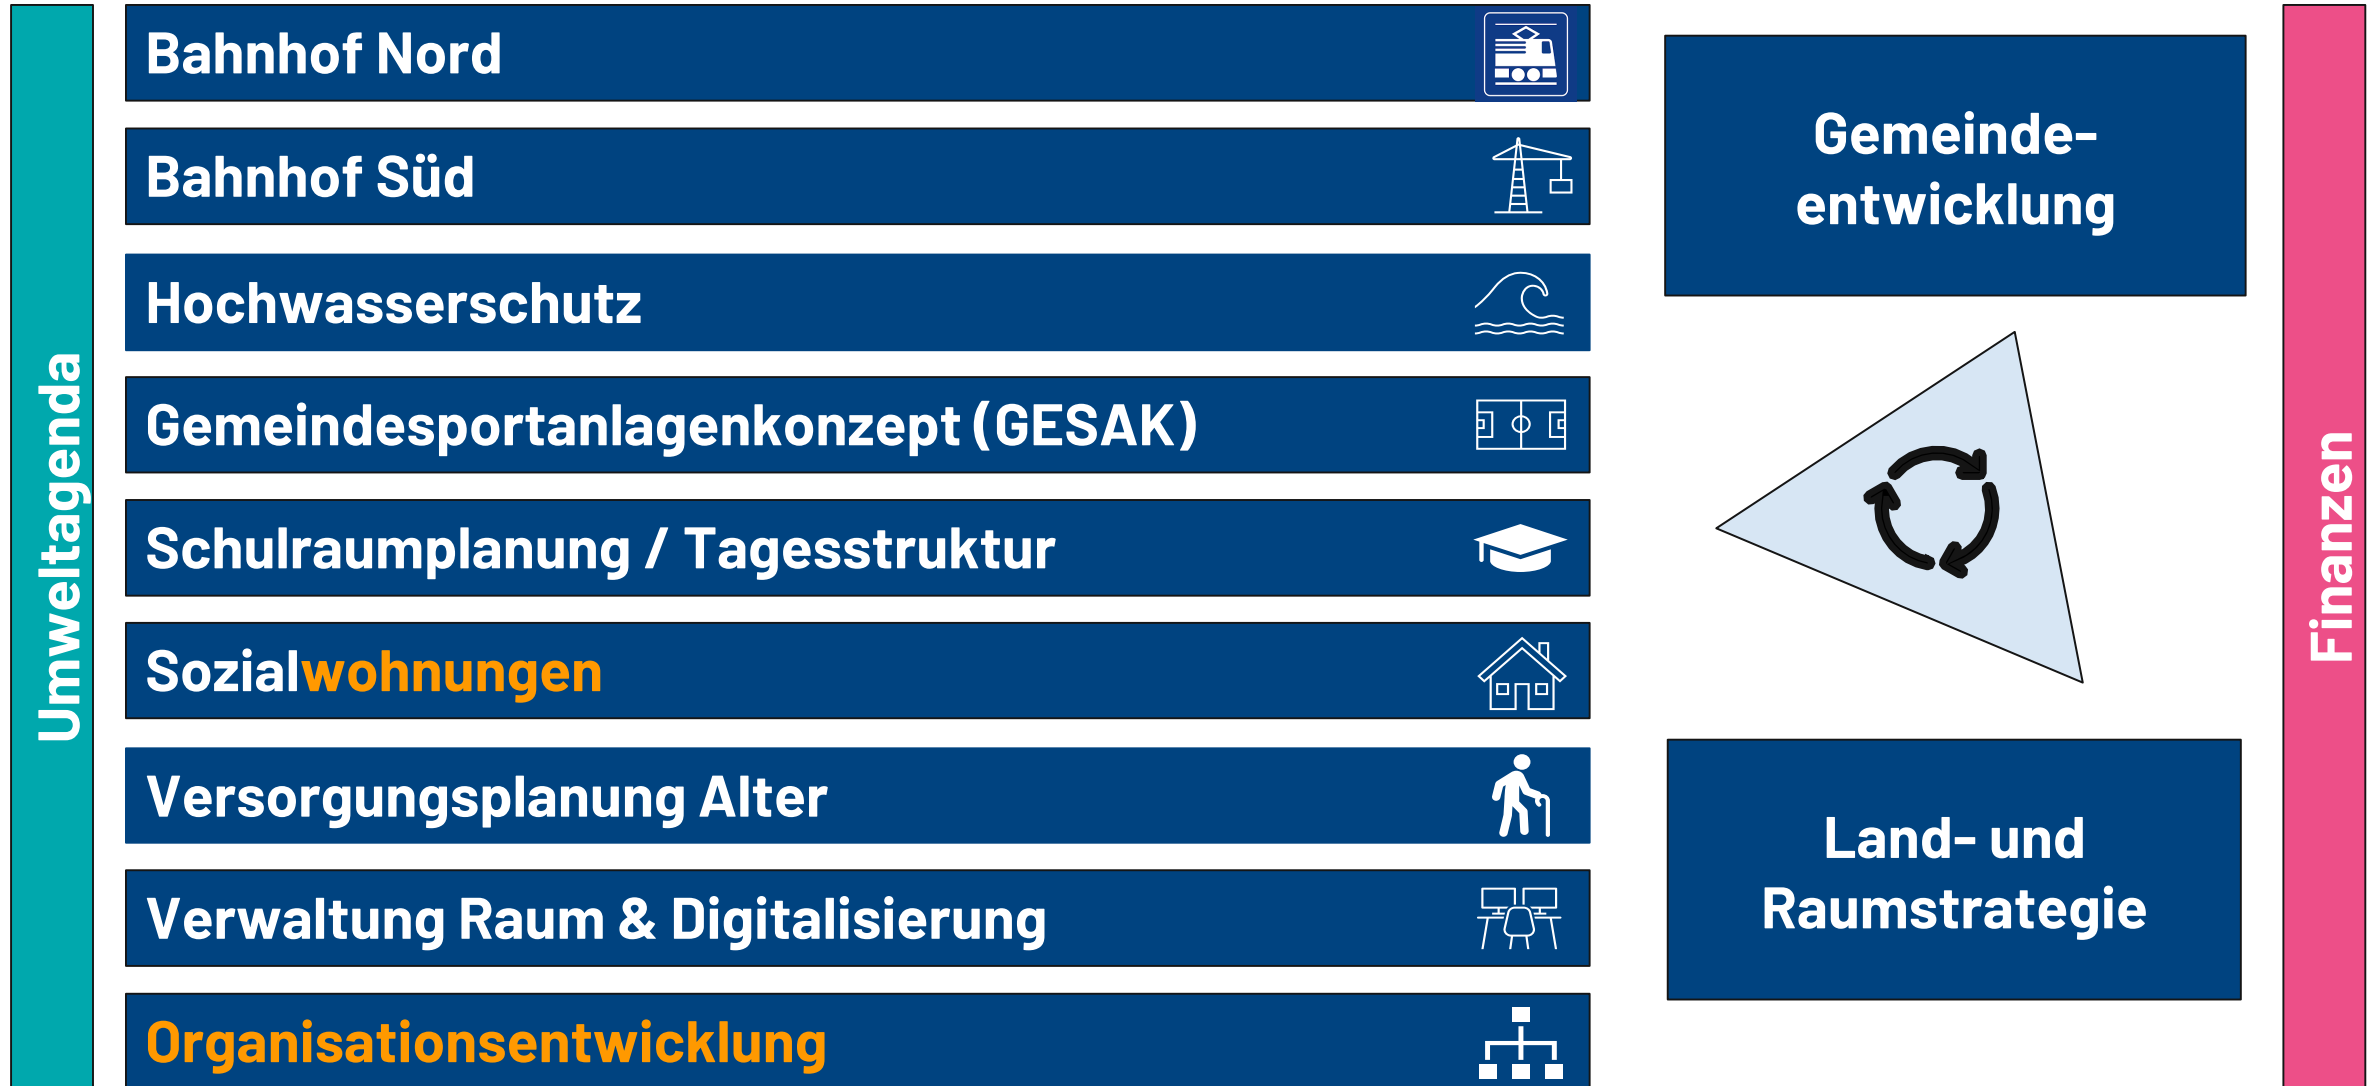 Umweltagenda
Bahnhof Nord
Bahnhof Süd
Hochwasserschutz
Gemeindesportanlagenkonzept (GESAK)
Schulraumplanung / Tagesstruktur
Sozialwohnungen
Versorgungsplanung Alter
Verwaltung Raum & Digitalisierung
Organisationsentwicklung
Gemeinde-
entwicklung
Land- und
Raumstrategie
Finanzen